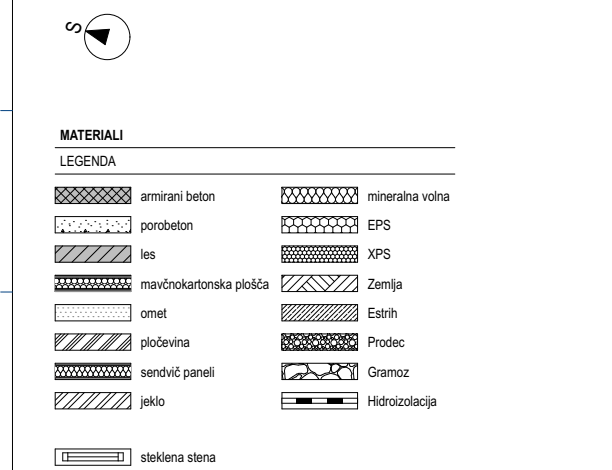 S
MATERIALI
LEGENDA
armirani beton
porobeton
les
mavčnokartonska plošča
omet
pločevina
sendvič paneli
jeklo
steklena stena
mineralna volna
EPS
XPS
Zemlja
Estrih
Prodec
Gramoz
Hidroizolacija